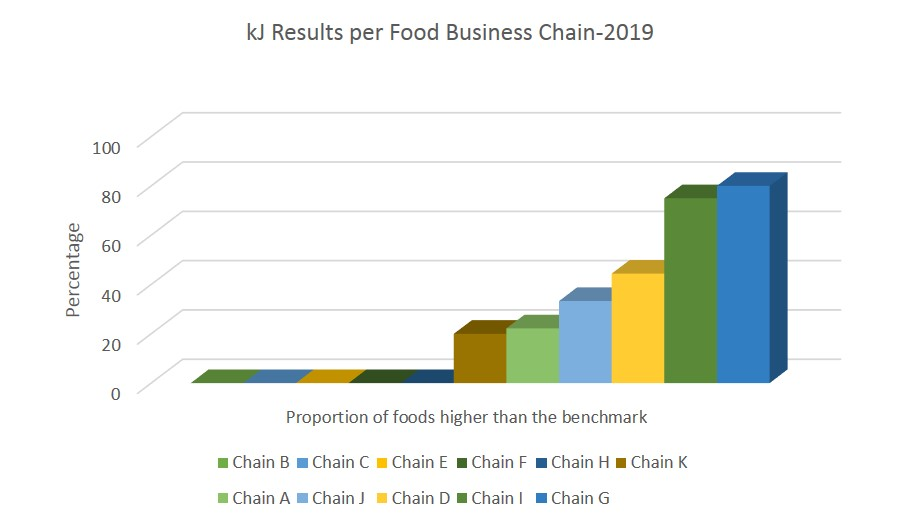 kJ Results per Food Business Chain-2019
100
80
60
40
20
0
Percentage
Proportion of foods higher than the benchmark
Chain B Chain C Chain E Chain F Chain H Chain K
Chain A Chain J Chain D Chain I Chain G